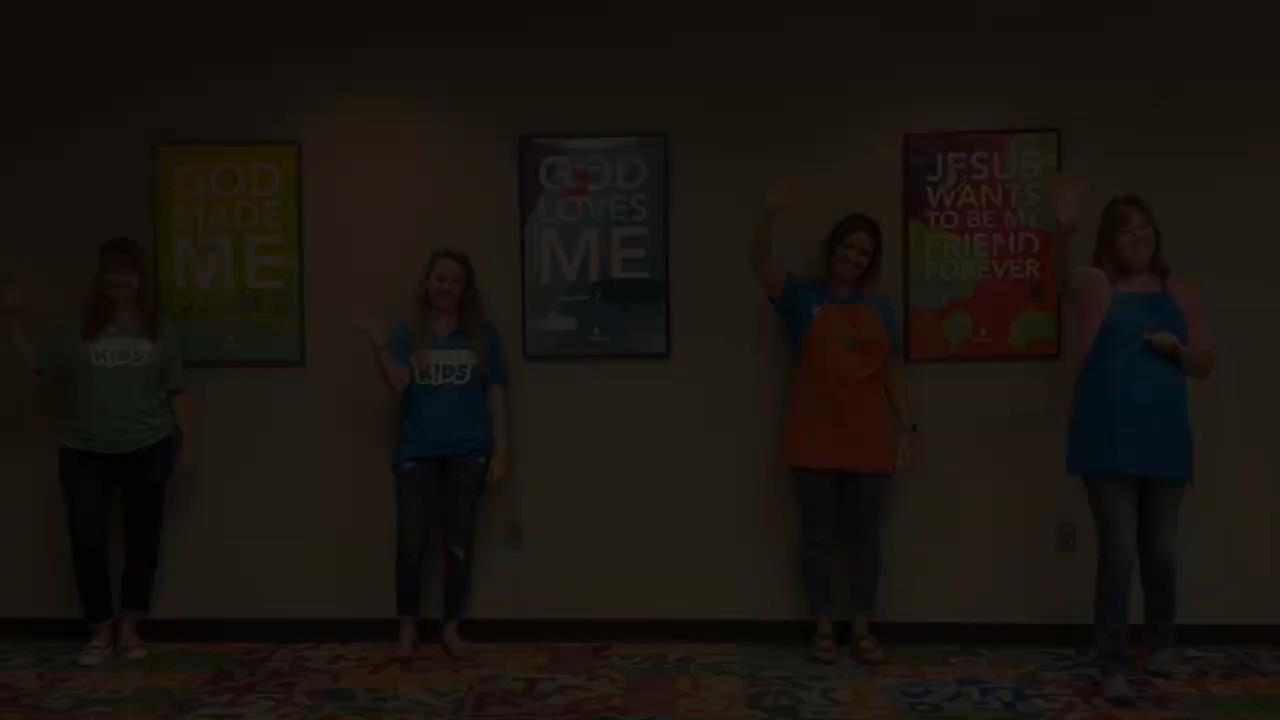 GOD
MADE
ME
GOD
LOVES
ME
JESUS
WANTS
TO BE MY
FRIEND
FOREVER
KIDS
KIDS